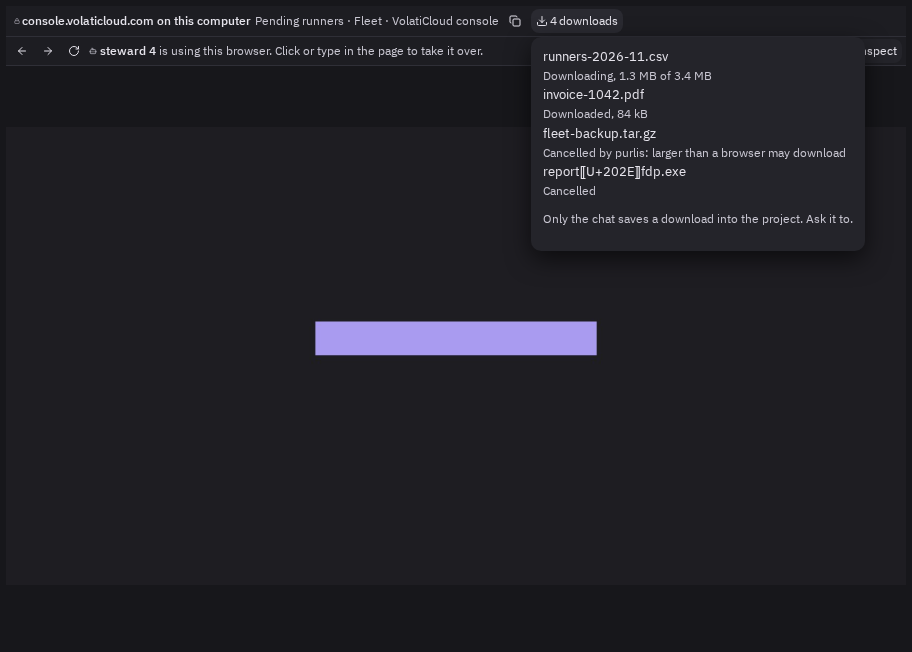 console.volaticloud.com on this computer Pending runners · Fleet · VolatiCloud console 4 downloads
steward 4 is using this browser. Click or type in the page to take it over.
runners-2026-11.csv
Downloading, 1.3 MB of 3.4 MB
invoice-1042.pdf
Downloaded, 84 kB
fleet-backup.tar.gz
Cancelled by purlis: larger than a browser may download
report⟦U+202E⟧fdp.exe
Cancelled
Only the chat saves a download into the project. Ask it to.